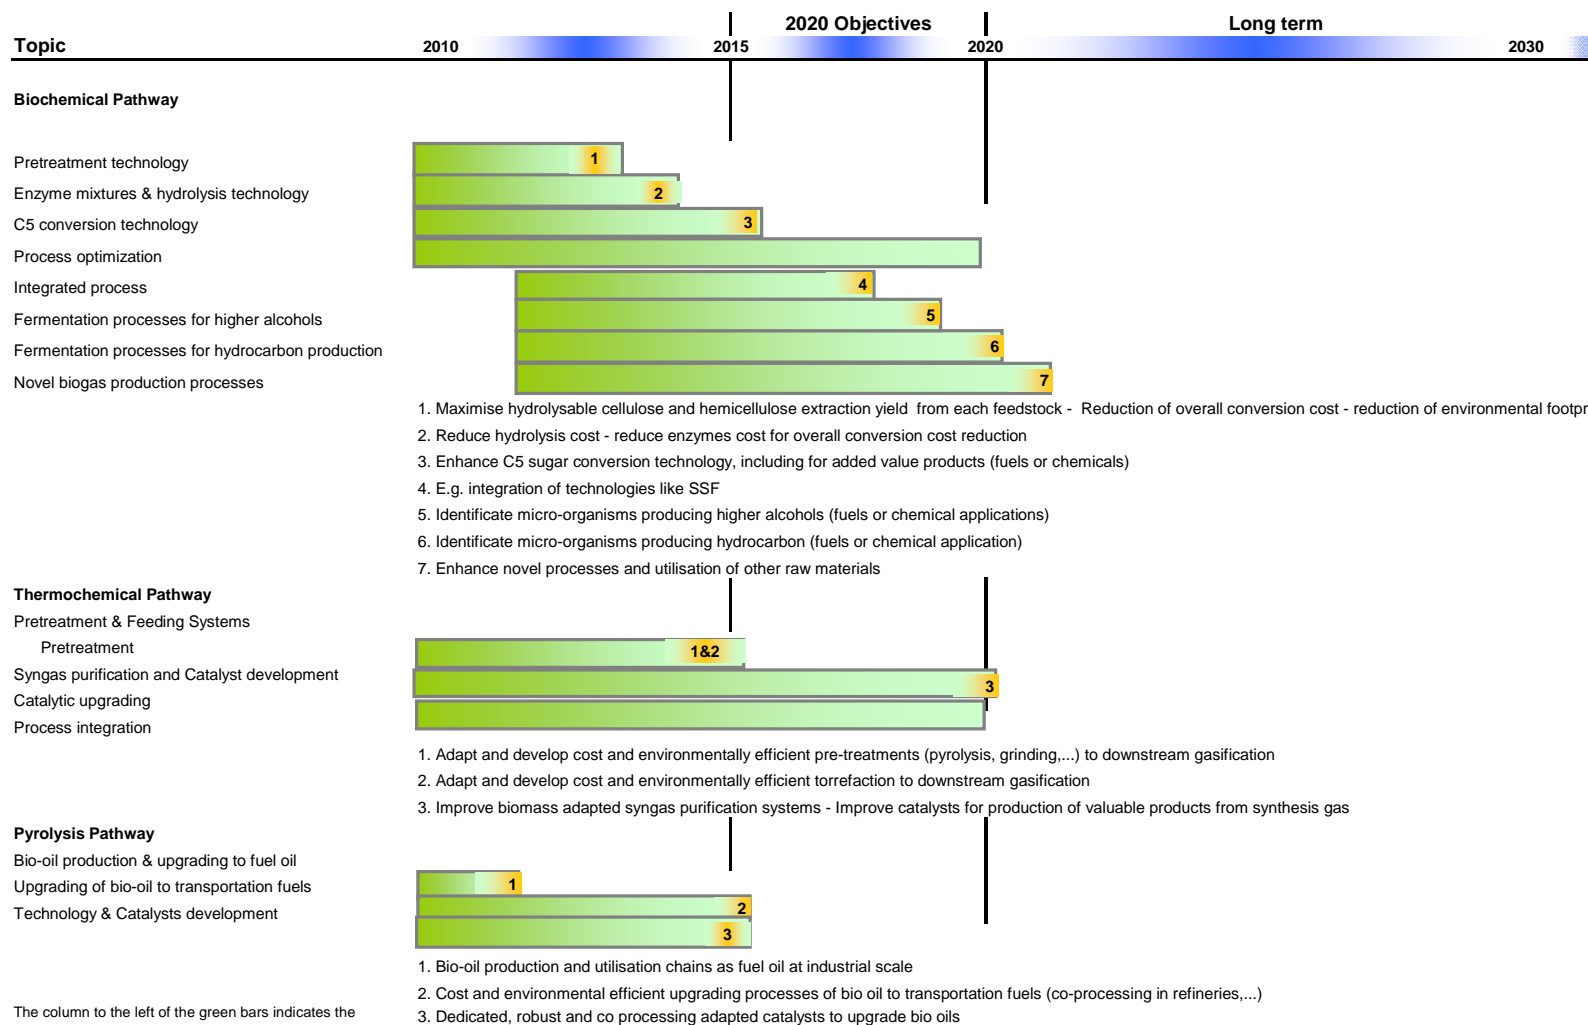 2020 Objectives Long term
Topic 2010 2015 2020 2030
Biochemical Pathway
Pretreatment technology 1
Enzyme mixtures & hydrolysis technology 2
C5 conversion technology 3
Process optimization
Integrated process 4
Fermentation processes for higher alcohols 5
Fermentation processes for hydrocarbon production 6
Novel biogas production processes 7
1. Maximise hydrolysable cellulose and hemicellulose extraction yield from each feedstock - Reduction of overall conversion cost - reduction of environmental footpr
2. Reduce hydrolysis cost - reduce enzymes cost for overall conversion cost reduction
3. Enhance C5 sugar conversion technology, including for added value products (fuels or chemicals)
4. E.g. integration of technologies like SSF
5. Identificate micro-organisms producing higher alcohols (fuels or chemical applications)
6. Identificate micro-organisms producing hydrocarbon (fuels or chemical application)
7. Enhance novel processes and utilisation of other raw materials
Thermochemical Pathway
Pretreatment & Feeding Systems
Pretreatment 1&2
Syngas purification and Catalyst development 3
Catalytic upgrading
Process integration
1. Adapt and develop cost and environmentally efficient pre-treatments (pyrolysis, grinding,...) to downstream gasification
2. Adapt and develop cost and environmentally efficient torrefaction to downstream gasification
3. Improve biomass adapted syngas purification systems - Improve catalysts for production of valuable products from synthesis gas
Pyrolysis Pathway
Bio-oil production & upgrading to fuel oil
Upgrading of bio-oil to transportation fuels 1
Technology & Catalysts development 2
3
1. Bio-oil production and utilisation chains as fuel oil at industrial scale
2. Cost and environmental efficient upgrading processes of bio oil to transportation fuels (co-processing in refineries,...)
The column to the left of the green bars indicates the
3. Dedicated, robust and co processing adapted catalysts to upgrade bio oils